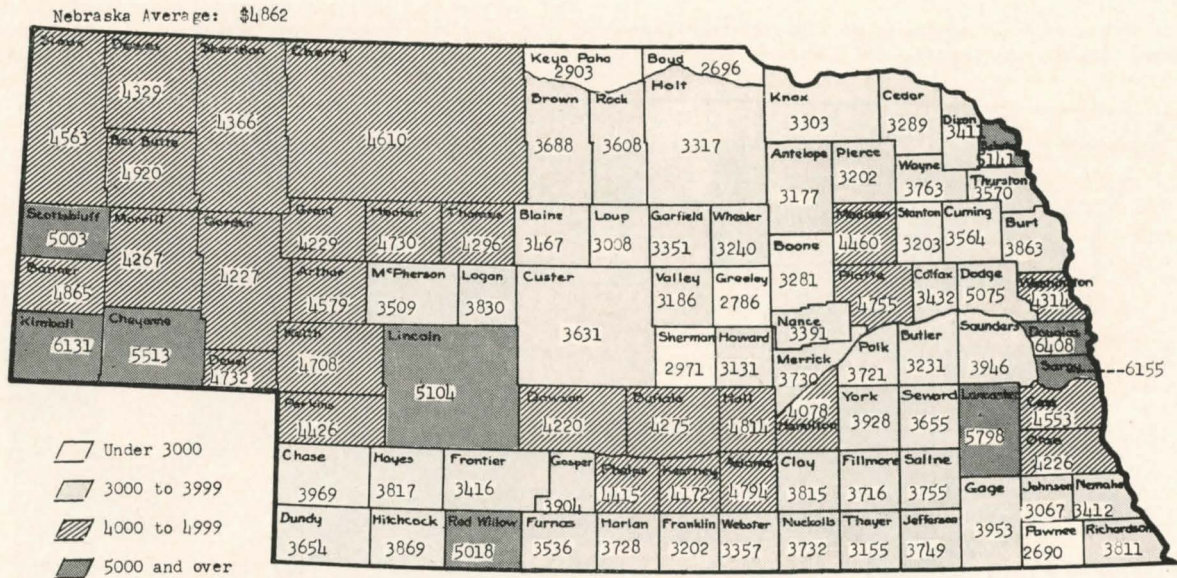 Nebraska Average: $4862
Sioux
4563
Dawes
4329
Sheridan
4366
Cherry
4610
Keya Paha
2903
Boyd
2696
Box Butte
4920
Brown
3688
Rock
3608
Holt
3317
Knox
3303
Cedar
3289
Dixon
3411
5141
Antelope
3177
Pierce
3202
Wayne
3763
Thurston
3570
Scottsbluff
5003
Morrill
4267
Garden
4227
Grant
4229
Hooker
4730
Thomas
4296
Blaine
3467
Loup
3008
Garfield
3351
Wheeler
3240
Madison
4460
Stanton
3203
Cuming
3564
Burt
3863
Banner
4865
Arthur
4579
McPherson
3509
Logan
3830
Custer
3631
Valley
3186
Greeley
2786
Boone
3281
Platte
4755
Colfax
3432
Dodge
5075
Washington
4314
Kimball
6131
Cheyenne
5513
Deuel
4732
Keith
4708
Lincoln
5104
Sherman
2971
Howard
3131
Nance
3391
Merrick
3730
Polk
3721
Butler
3231
Saunders
3946
Douglas
6408
Sarpy
6155
Perkins
4426
Dawson
4220
Buffalo
4275
Hall
4814
4078
Hamilton
York
3928
Seward
3655
Lancaster
5798
Cass
4553
Otoe
4226
Chase
3969
Hayes
3817
Frontier
3416
Gosper
3904
Phelps
4415
Kearney
4172
Adams
4794
Clay
3815
Fillmore
3716
Saline
3755
Gage
3953
Johnson
3067
Nemaha
3412
Dundy
3654
Hitchcock
3869
Red Willow
5018
Furnas
3536
Harlan
3728
Franklin
3202
Webster
3357
Nuckolls
3732
Thayer
3155
Jefferson
3749
Pawnee
2690
Richardson
3811
Under 3000
3000 to 3999
4000 to 4999
5000 and over